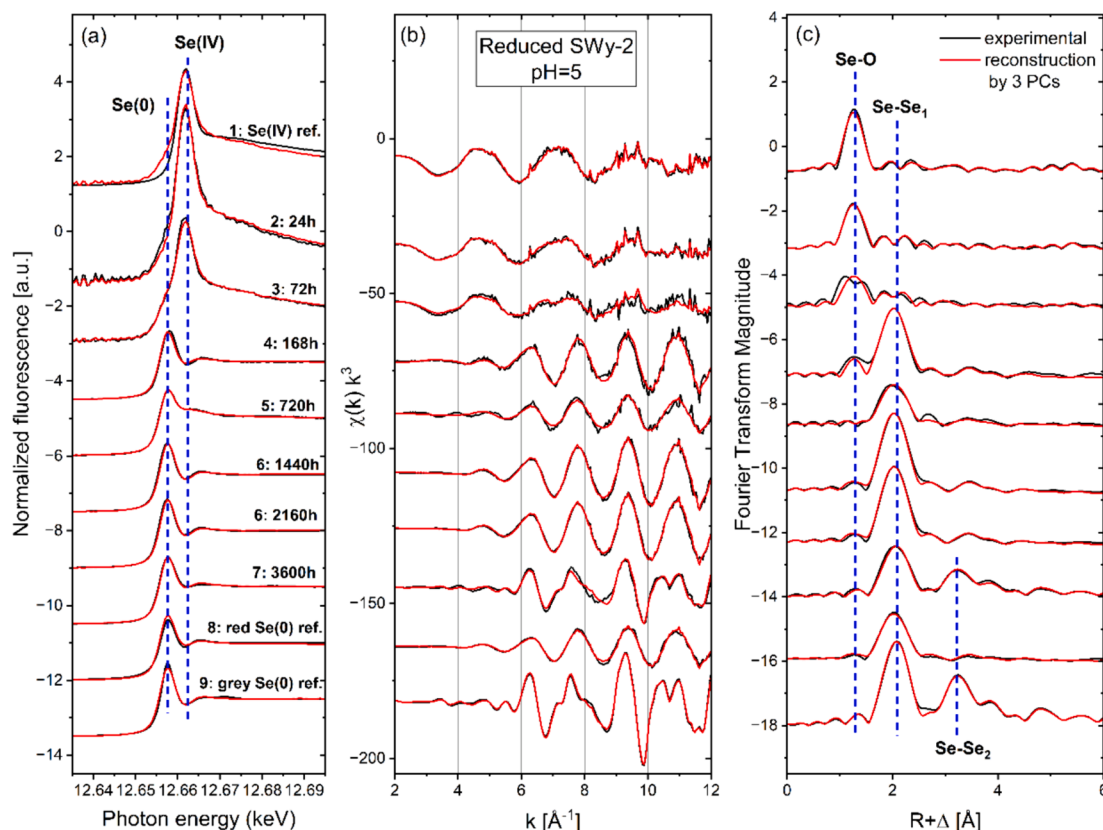 (a)
Se(IV)
Se(0)
1: Se(IV) ref.
2: 24h
3: 72h
4: 168h
5: 720h
6: 1440h
6: 2160h
7: 3600h
8: red Se(0) ref.
9: grey Se(0) ref.
4
2
0
−2
−4
−6
−8
−10
−12
−14
Normalized fluorescence [a.u.]
12.64 12.65 12.66 12.67 12.68 12.69
Photon energy (keV)
(b)
Reduced SWy-2
pH=5
0
−50
−100
−150
−200
χ(k) k³
2 4 6 8 10 12
k [Å⁻¹]
(c)
experimental
reconstruction
by 3 PCs
Se-O
Se-Se₁
Se-Se₂
0
−2
−4
−6
−8
−10
−12
−14
−16
−18
Fourier Transform Magnitude
0 2 4 6
R+Δ [Å]